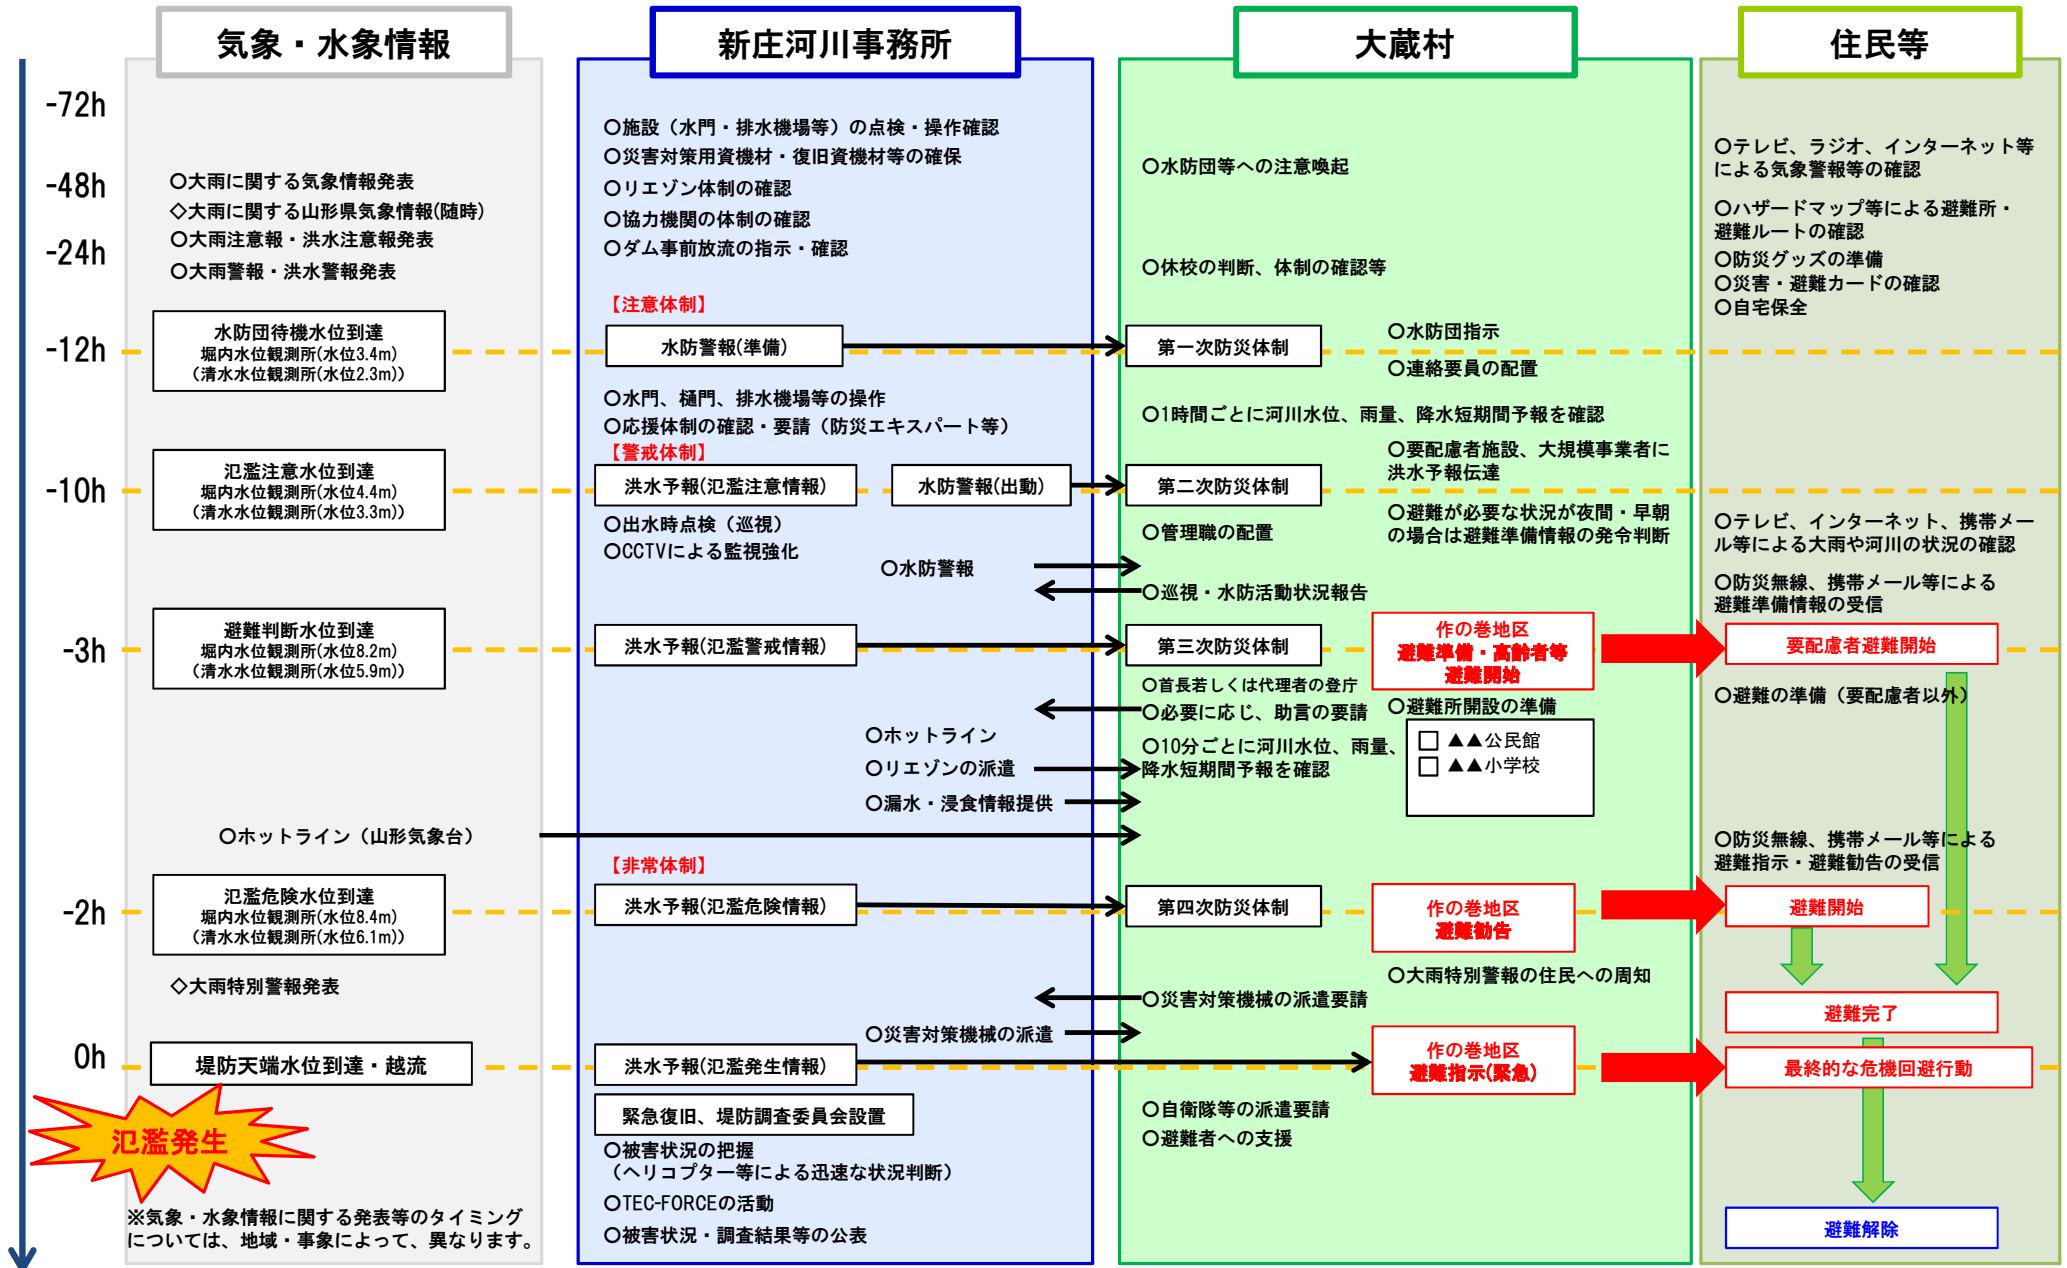 気象・水象情報
新庄河川事務所
大蔵村
住民等
-72h
-48h
-24h
-12h
-10h
-3h
-2h
0h
○大雨に関する気象情報発表
◇大雨に関する山形県気象情報(随時)
○大雨注意報・洪水注意報発表
○大雨警報・洪水警報発表
水防団待機水位到達
堀内水位観測所(水位3.4m)
(清水水位観測所(水位2.3m))
氾濫注意水位到達
堀内水位観測所(水位4.4m)
(清水水位観測所(水位3.3m))
避難判断水位到達
堀内水位観測所(水位8.2m)
(清水水位観測所(水位5.9m))
○ホットライン（山形気象台）
氾濫危険水位到達
堀内水位観測所(水位8.4m)
(清水水位観測所(水位6.1m))
◇大雨特別警報発表
堤防天端水位到達・越流
氾濫発生
※気象・水象情報に関する発表等のタイミング
については、地域・事象によって、異なります。
○施設（水門・排水機場等）の点検・操作確認
○災害対策用資機材・復旧資機材等の確保
○リエゾン体制の確認
○協力機関の体制の確認
○ダム事前放流の指示・確認
【注意体制】
水防警報(準備)
○水門、樋門、排水機場等の操作
○応援体制の確認・要請（防災エキスパート等）
【警戒体制】
洪水予報(氾濫注意情報)
水防警報(出動)
○出水時点検（巡視）
○CCTVによる監視強化
○水防警報
洪水予報(氾濫警戒情報)
○ホットライン
○リエゾンの派遣
○漏水・浸食情報提供
【非常体制】
洪水予報(氾濫危険情報)
○災害対策機械の派遣
洪水予報(氾濫発生情報)
緊急復旧、堤防調査委員会設置
○被害状況の把握
（ヘリコプター等による迅速な状況判断）
○TEC-FORCEの活動
○被害状況・調査結果等の公表
○水防団等への注意喚起
○休校の判断、体制の確認等
第一次防災体制
○水防団指示
○連絡要員の配置
○1時間ごとに河川水位、雨量、降水短期間予報を確認
○要配慮者施設、大規模事業者に
洪水予報伝達
第二次防災体制
○避難が必要な状況が夜間・早朝
の場合は避難準備情報の発令判断
○管理職の配置
○巡視・水防活動状況報告
第三次防災体制
作の巻地区
避難準備・高齢者等
避難開始
○首長若しくは代理者の登庁
○必要に応じ、助言の要請
○避難所開設の準備
○10分ごとに河川水位、雨量、
降水短期間予報を確認
□ ▲▲公民館
□ ▲▲小学校
第四次防災体制
作の巻地区
避難勧告
○大雨特別警報の住民への周知
○災害対策機械の派遣要請
作の巻地区
避難指示(緊急)
○自衛隊等の派遣要請
○避難者への支援
○テレビ、ラジオ、インターネット等
による気象警報等の確認
○ハザードマップ等による避難所・
避難ルートの確認
○防災グッズの準備
○災害・避難カードの確認
○自宅保全
○テレビ、インターネット、携帯メー
ル等による大雨や河川の状況の確認
○防災無線、携帯メール等による
避難準備情報の受信
要配慮者避難開始
○避難の準備（要配慮者以外）
○防災無線、携帯メール等による
避難指示・避難勧告の受信
避難開始
避難完了
最終的な危機回避行動
避難解除